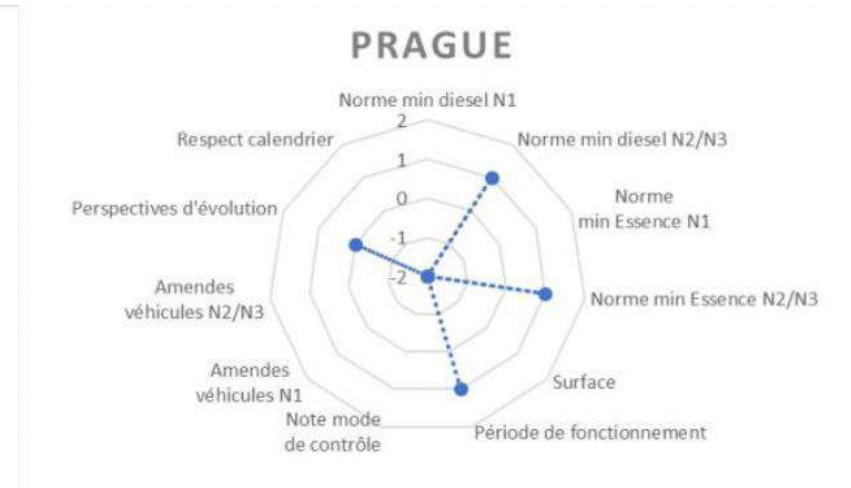 PRAGUE
Norme min diesel N1
2
Respect calendrier
Norme min diesel N2/N3
1
Norme
min Essence N1
Perspectives d'évolution
0
-1
-2
Amendes
véhicules N2/N3
Norme min Essence N2/N3
Amendes
véhicules N1
Surface
Note mode
de contrôle
Période de fonctionnement